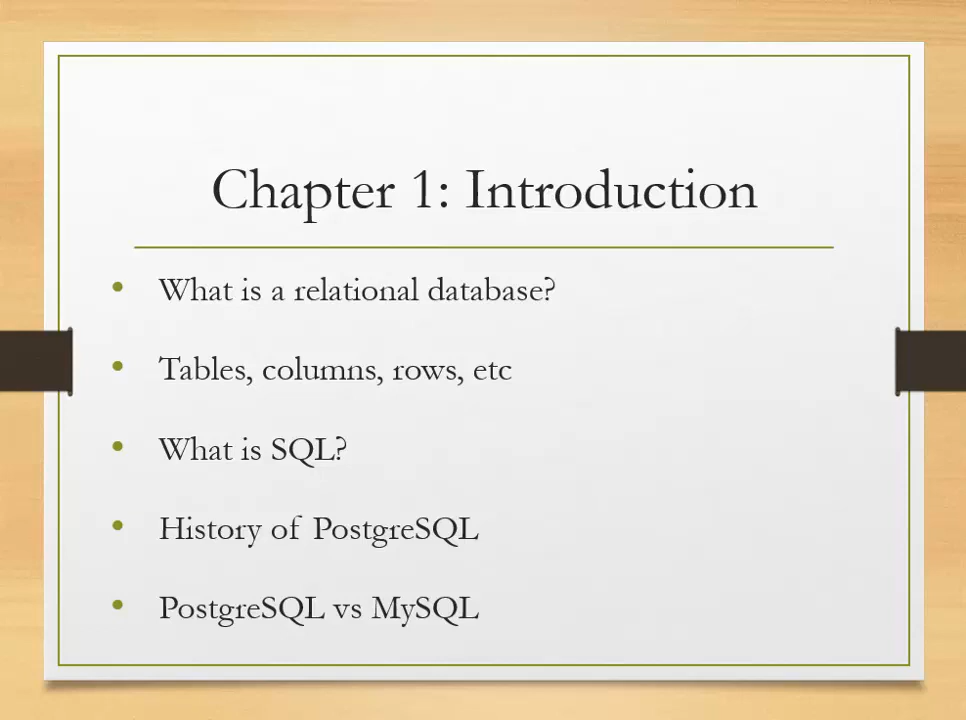 Chapter 1: Introduction
• What is a relational database?
• Tables, columns, rows, etc
• What is SQL?
• History of PostgreSQL
• PostgreSQL vs MySQL